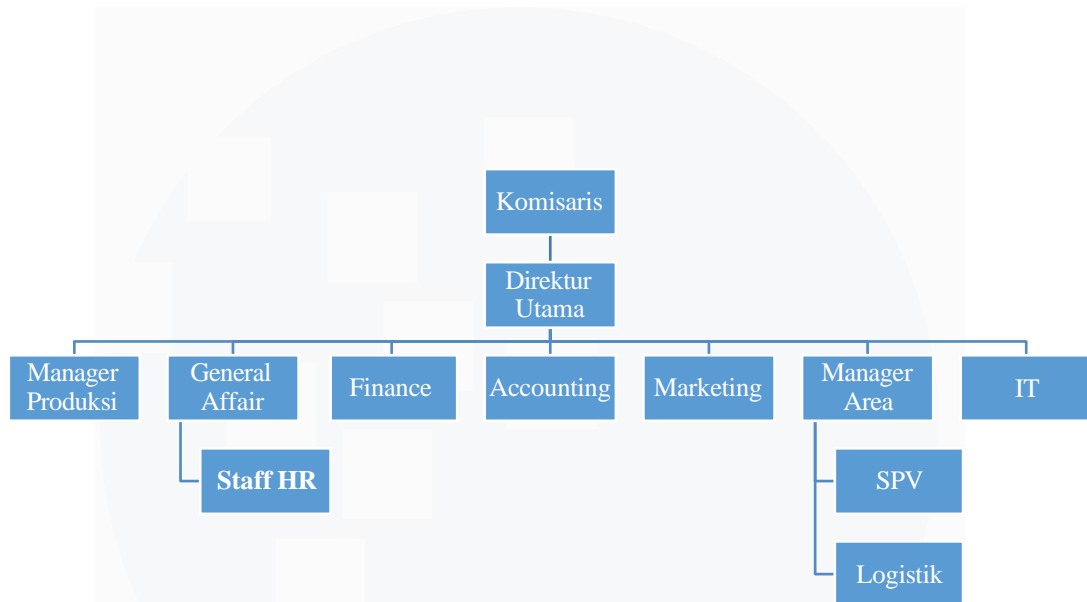 Komisaris
Direktur
Utama
Manager
Produksi
General
Affair
Finance
Accounting
Marketing
Manager
Area
IT
Staff HR
SPV
Logistik